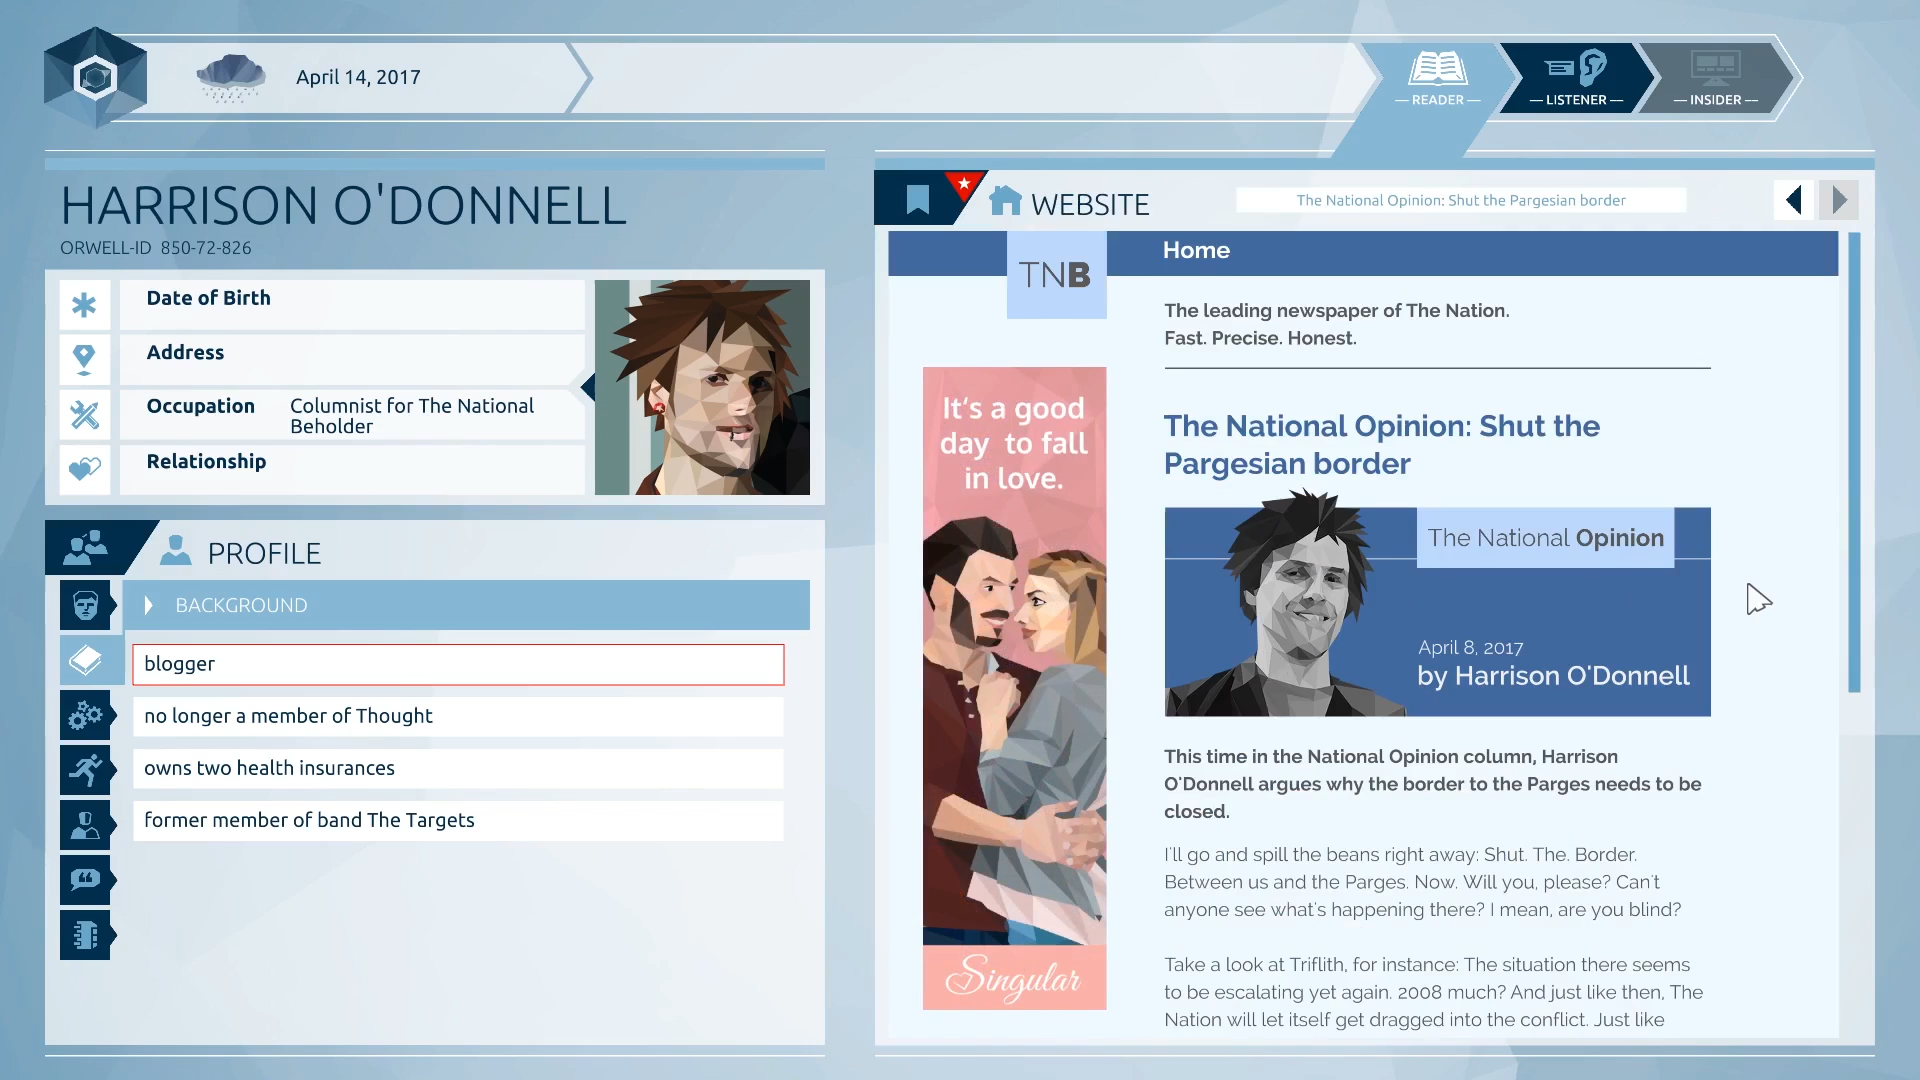 April 14, 2017
— READER —
— LISTENER —
— INSIDER —
HARRISON O'DONNELL
ORWELL-ID 850-72-826
Date of Birth
Address
Occupation Columnist for The National
Beholder
Relationship
PROFILE
BACKGROUND
blogger
no longer a member of Thought
owns two health insurances
former member of band The Targets
WEBSITE
The National Opinion: Shut the Pargesian border
TNB
Home
The leading newspaper of The Nation.
Fast. Precise. Honest.
It's a good
day to fall
in love.
Singular
The National Opinion: Shut the
Pargesian border
The National Opinion
April 8, 2017
by Harrison O'Donnell
This time in the National Opinion column, Harrison
O'Donnell argues why the border to the Parges needs to be
closed.
I'll go and spill the beans right away: Shut. The. Border.
Between us and the Parges. Now. Will you, please? Can't
anyone see what's happening there? I mean, are you blind?
Take a look at Triflith, for instance: The situation there seems
to be escalating yet again. 2008 much? And just like then, The
Nation will let itself get dragged into the conflict. Just like